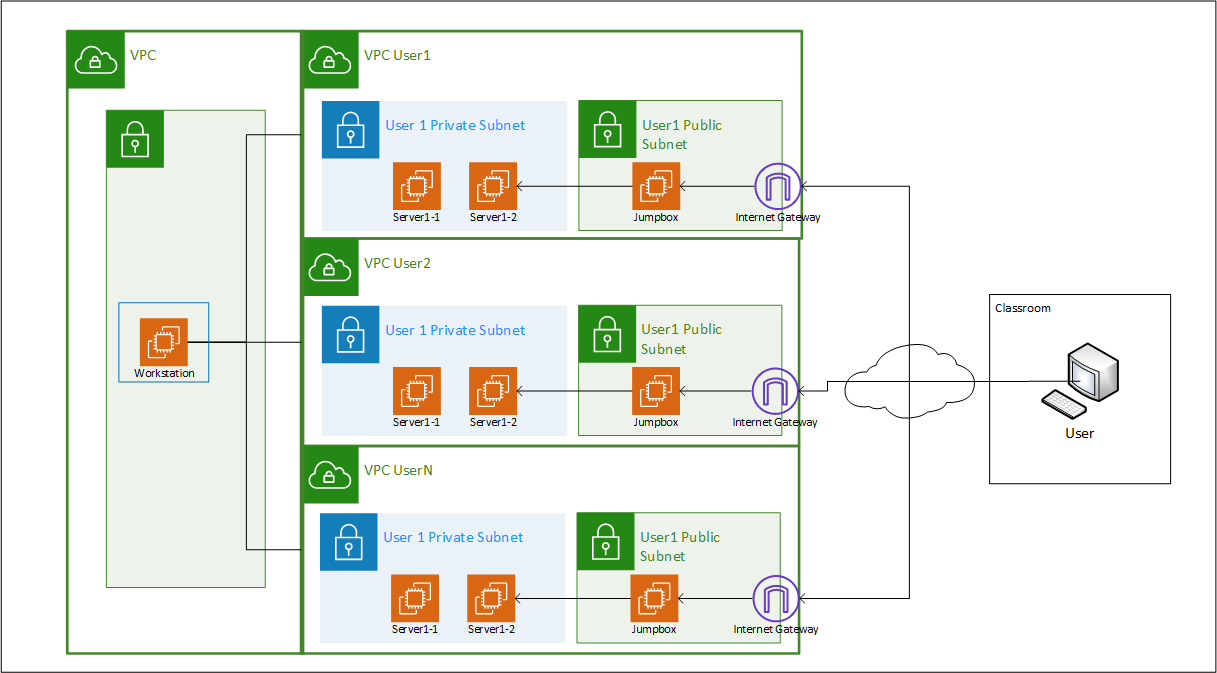 VPC
Workstation
VPC User1
User 1 Private Subnet
Server1-1
Server1-2
User1 Public
Subnet
Jumpbox
Internet Gateway
VPC User2
User 1 Private Subnet
Server1-1
Server1-2
User1 Public
Subnet
Jumpbox
Internet Gateway
VPC UserN
User 1 Private Subnet
Server1-1
Server1-2
User1 Public
Subnet
Jumpbox
Internet Gateway
Classroom
User